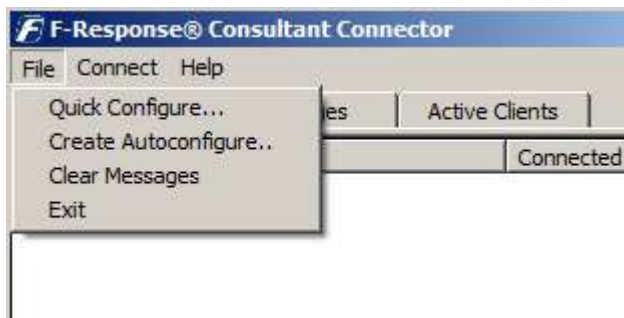 F-Response® Consultant Connector
File Connect Help
Quick Configure...
Active Clients
Create Autoconfigure..
Connected
Clear Messages
Exit